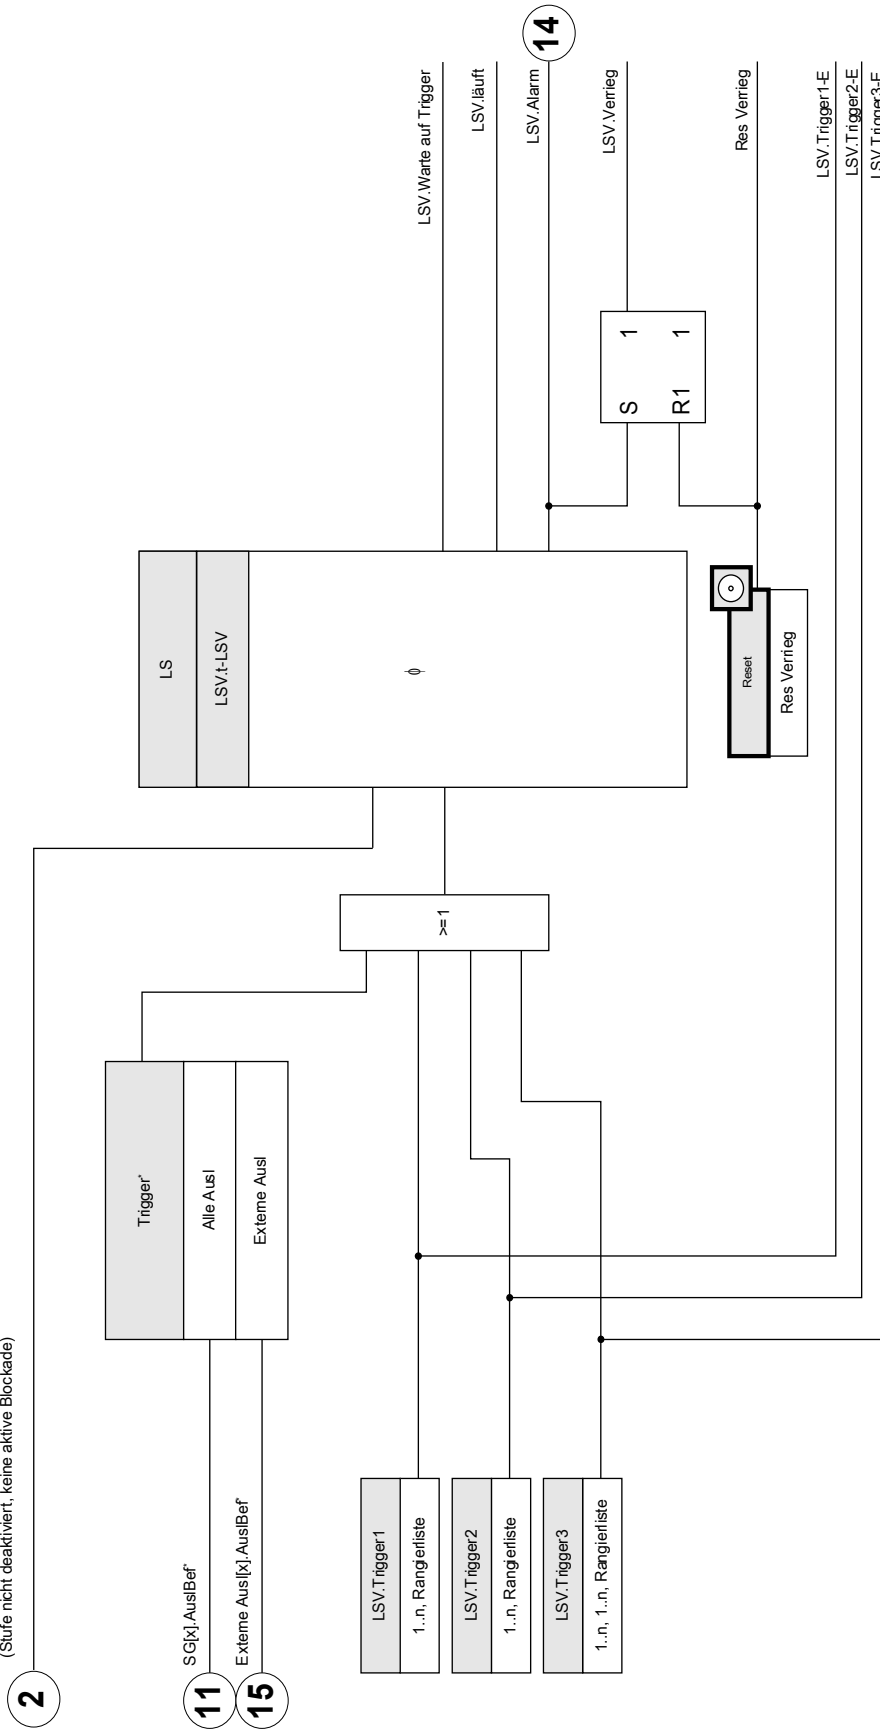 (Stufe nicht deaktiviert, keine aktive Blockade)
2
SG[x].AuslBef*
11
Externe Ausl[x].AuslBef*
15
Trigger*
Alle Ausl
Externe Ausl
LSV.Trigger1
1..n, Rangierliste
LSV.Trigger2
1..n, Rangierliste
LSV.Trigger3
1..n, 1..n, Rangierliste
>=1
LS
LSV.t-LSV
ϕ
Reset
Res Verrieg
S
1
R1
1
LSV.Warte auf Trigger
LSV.läuft
LSV.Alarm
14
LSV.Verrieg
Res Verrieg
LSV.Trigger1-E
LSV.Trigger2-E
LSV.Trigger3-E